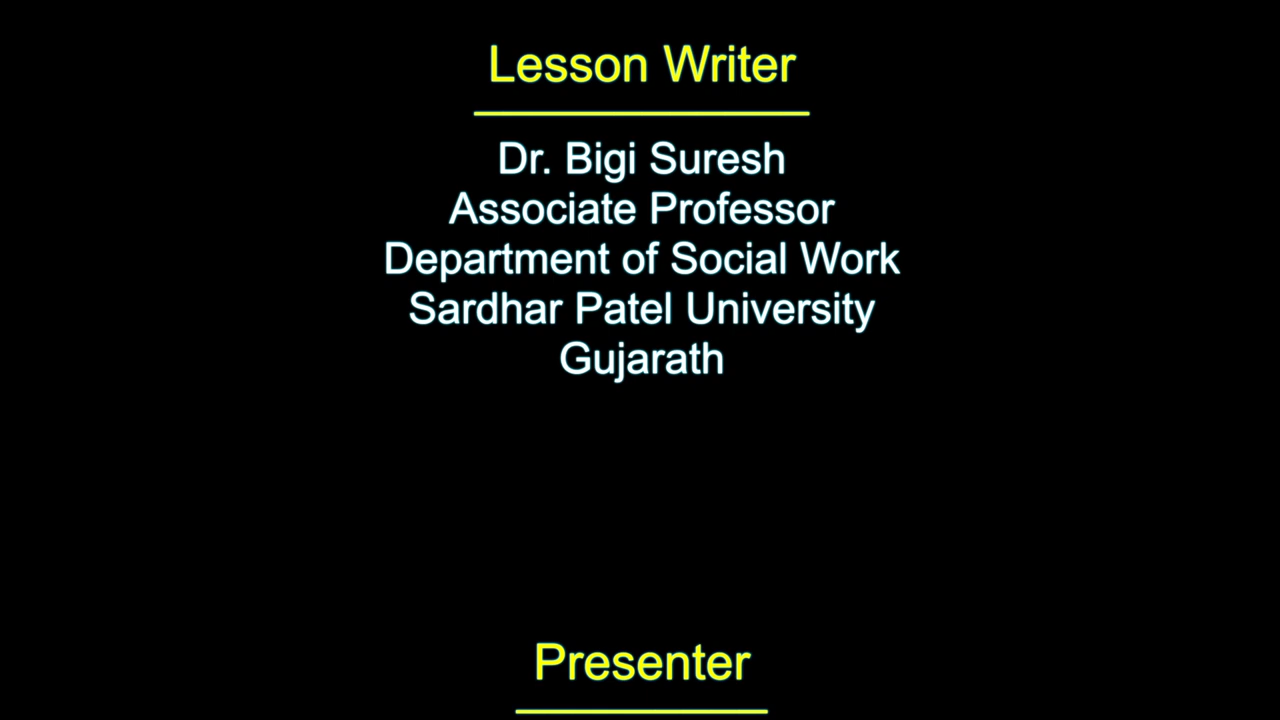 Lesson Writer
Dr. Bigi Suresh
Associate Professor
Department of Social Work
Sardhar Patel University
Gujarath
Presenter